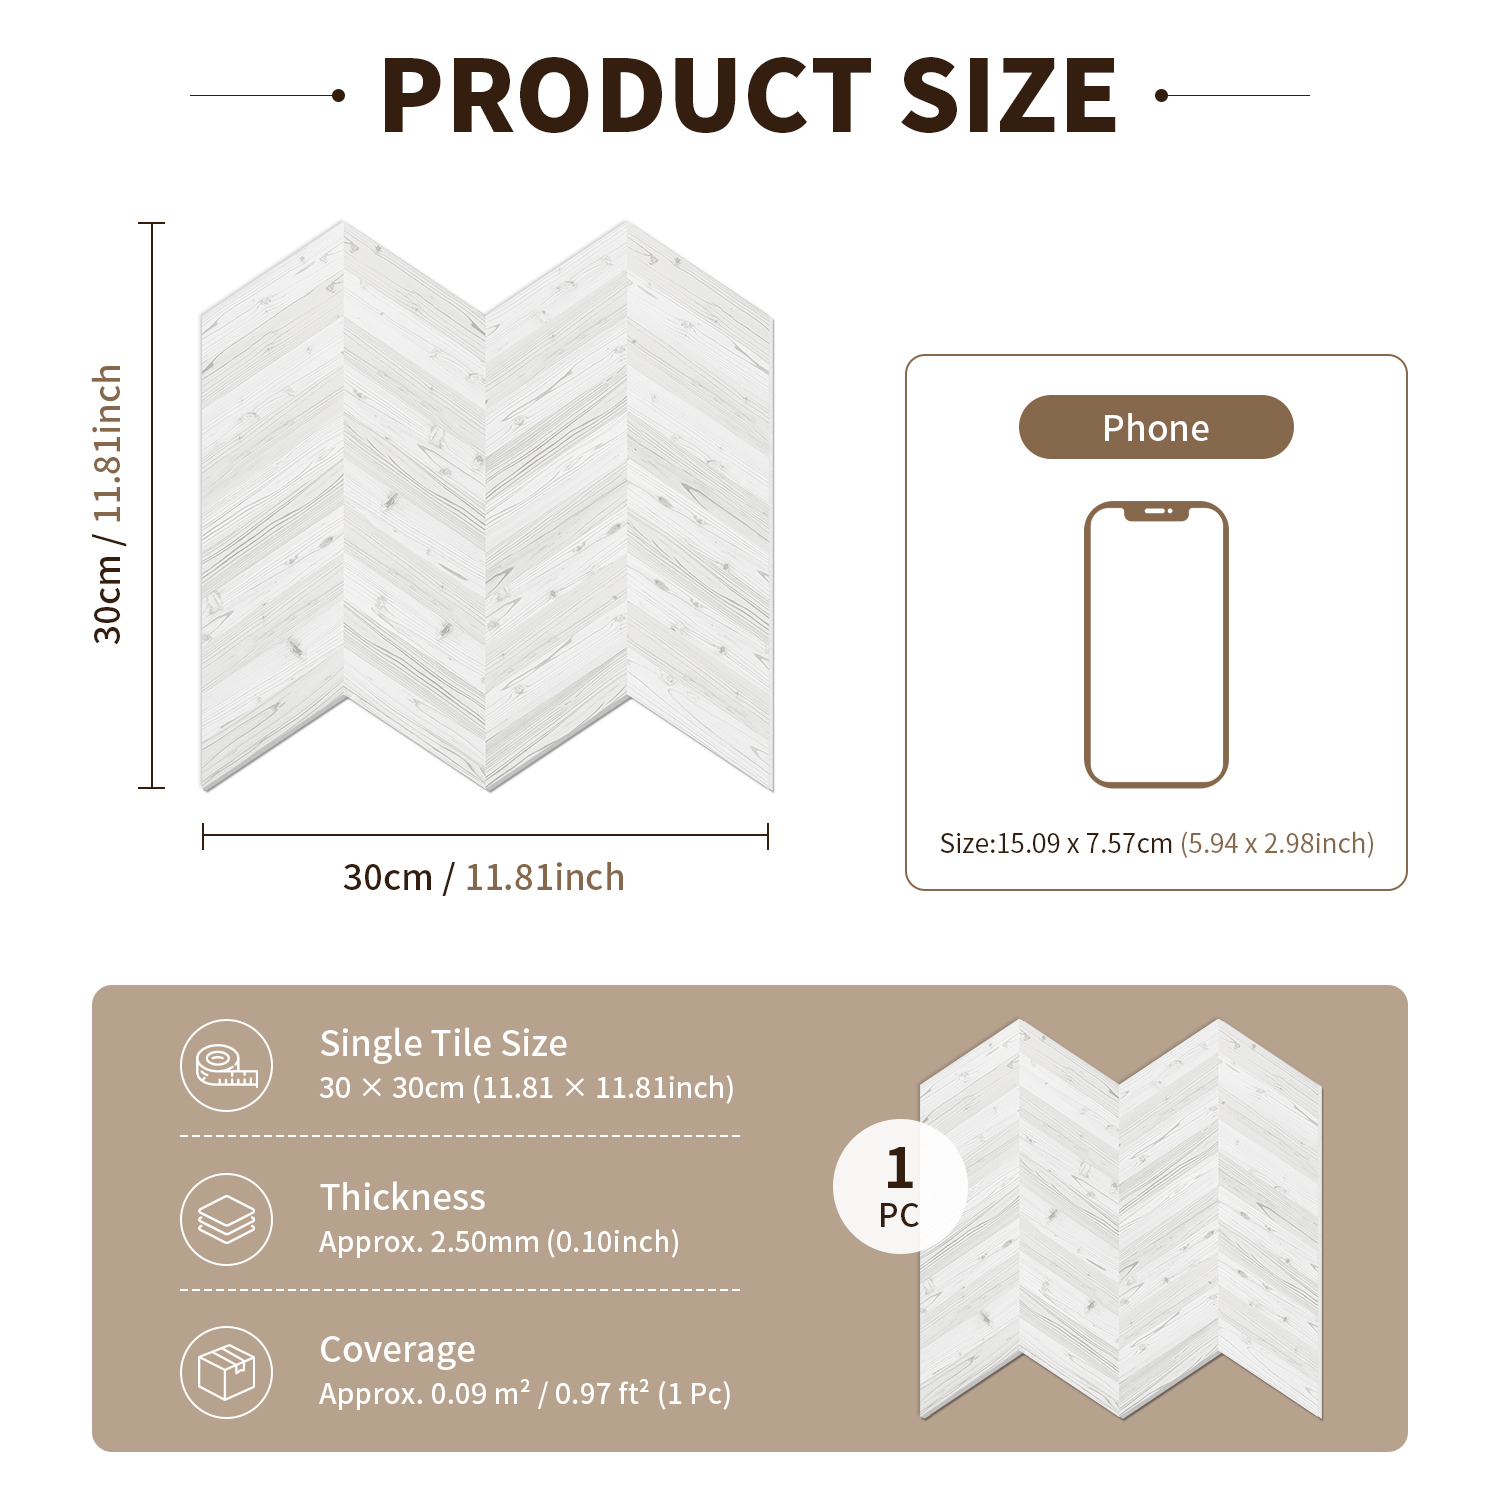 PRODUCT SIZE
30cm / 11.81inch
30cm / 11.81inch
Phone
Size:15.09 x 7.57cm (5.94 x 2.98inch)
Single Tile Size
30 × 30cm (11.81 × 11.81inch)
Thickness
Approx. 2.50mm (0.10inch)
Coverage
Approx. 0.09 m² / 0.97 ft² (1 Pc)
1
PC